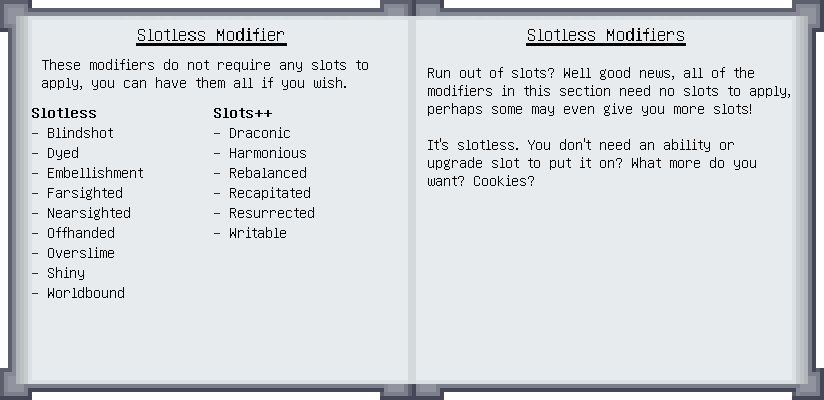 Slotless Modifier
These modifiers do not require any slots to
apply, you can have them all if you wish.
Slotless
- Blindshot
- Dyed
- Embellishment
- Farsighted
- Nearsighted
- Offhanded
- Overslime
- Shiny
- Worldbound
Slots++
- Draconic
- Harmonious
- Rebalanced
- Recapitated
- Resurrected
- Writable
Slotless Modifiers
Run out of slots? Well good news, all of the
modifiers in this section need no slots to apply,
perhaps some may even give you more slots!
It's slotless. You don't need an ability or
upgrade slot to put it on? What more do you
want? Cookies?